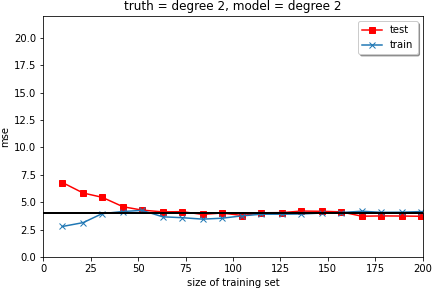 truth = degree 2, model = degree 2
test
train
20.0
17.5
15.0
12.5
10.0
7.5
5.0
2.5
0.0
mse
0 25 50 75 100 125 150 175 200
size of training set